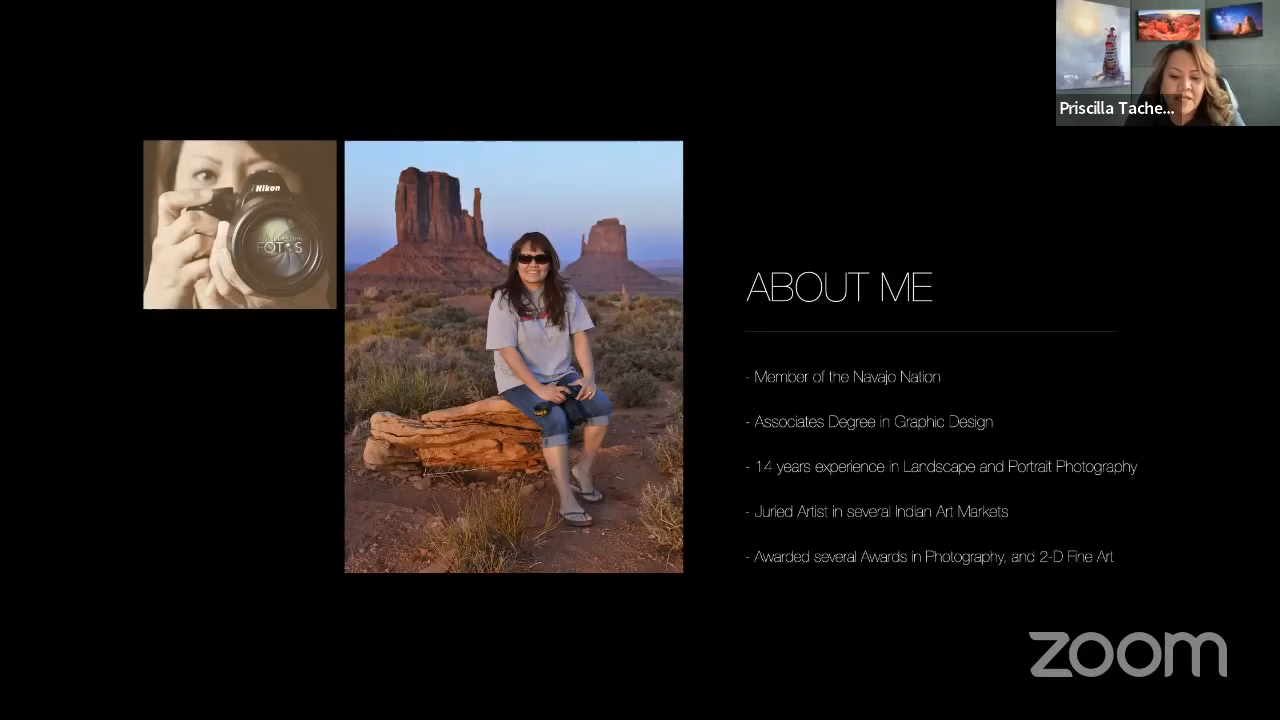 Priscilla Tache...
Nikon
FOTOS
ABOUT ME
- Member of the Navajo Nation
- Associates Degree in Graphic Design
- 14 years experience in Landscape and Portrait Photography
- Juried Artist in several Indian Art Markets
- Awarded several Awards in Photography, and 2-D Fine Art
zoom